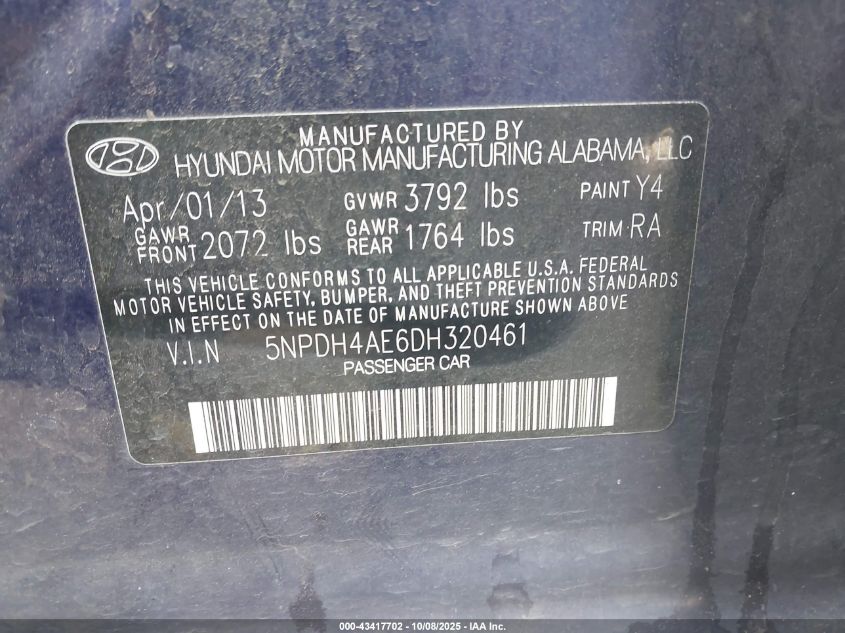 MANUFACTURED BY
HYUNDAI MOTOR MANUFACTURING ALABAMA, LLC
Apr/01/13 GVWR 3792 lbs PAINT Y4
GAWR FRONT 2072 lbs GAWR REAR 1764 lbs TRIM RA
THIS VEHICLE CONFORMS TO ALL APPLICABLE U.S.A. FEDERAL
MOTOR VEHICLE SAFETY, BUMPER, AND THEFT PREVENTION STANDARDS
IN EFFECT ON THE DATE OF MANUFACTURE SHOWN ABOVE
V.I.N 5NPDH4AE6DH320461
PASSENGER CAR
000-43417702 - 10/08/2025 - IAA Inc.